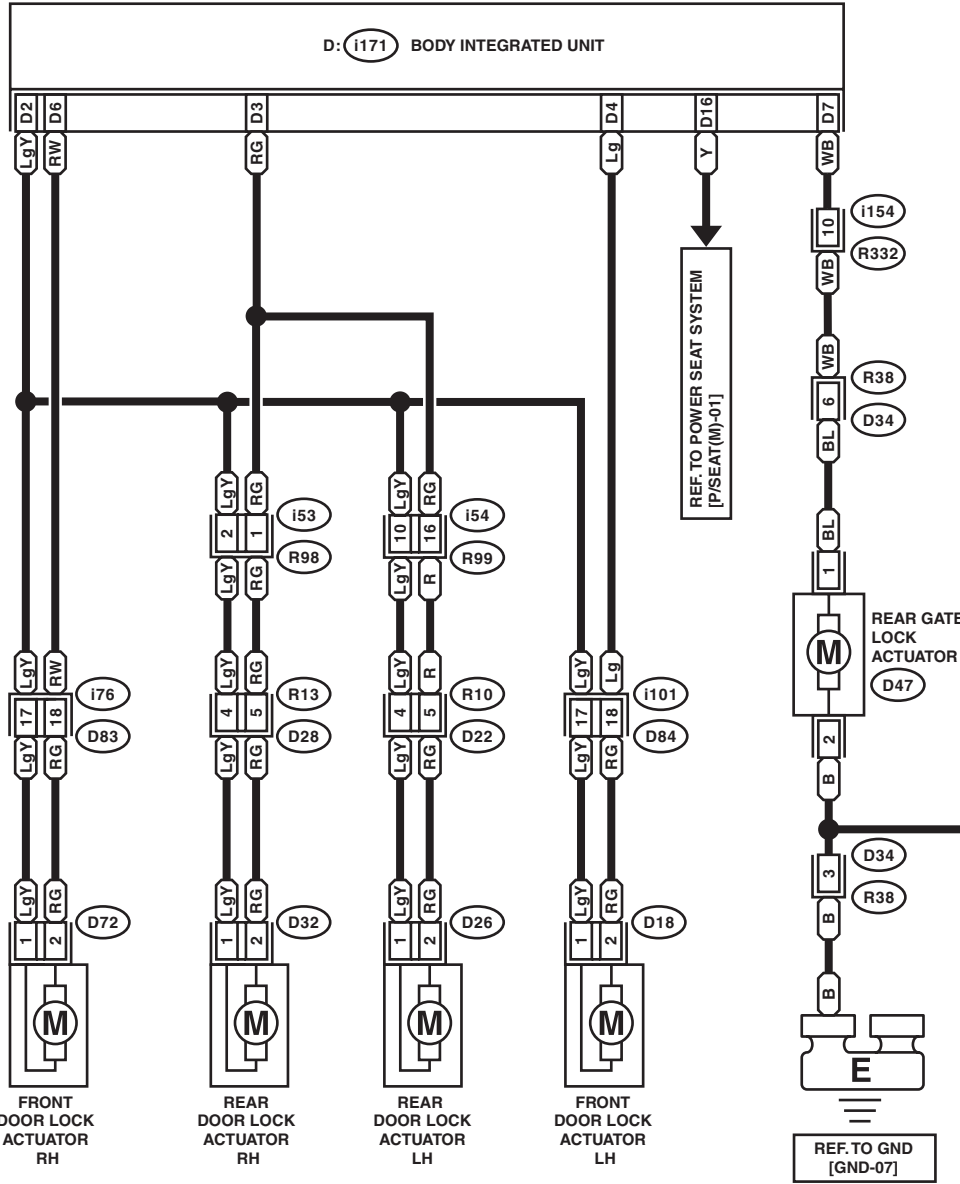 D: i171 BODY INTEGRATED UNIT
D2 D6 D3 D4 D16 D7
LgY RW RG Lg Y WB
10 i154
R332
WB
REF. TO POWER SEAT SYSTEM
[P/SEAT(M)-01]
WB
R38
6
D34
BL
LgY RG LgY RG
BL
2 1 i53 10 16 i54
R98 R99
LgY RG LgY R
1
REAR GATE
LOCK
ACTUATOR
M
D47
LgY RW LgY RG LgY R LgY Lg
17 18 i76 4 5 R13 4 5 R10 17 18 i101
D83 D28 D22 D84
LgY RG LgY RG LgY RG LgY RG
2
B
D34
3
R38
LgY RG LgY RG LgY RG LgY RG
B
1 2 D72 1 2 D32 1 2 D26 1 2 D18
B
M M M M
E
FRONT
DOOR LOCK
ACTUATOR
RH
REAR
DOOR LOCK
ACTUATOR
RH
REAR
DOOR LOCK
ACTUATOR
LH
FRONT
DOOR LOCK
ACTUATOR
LH
REF. TO GND
[GND-07]